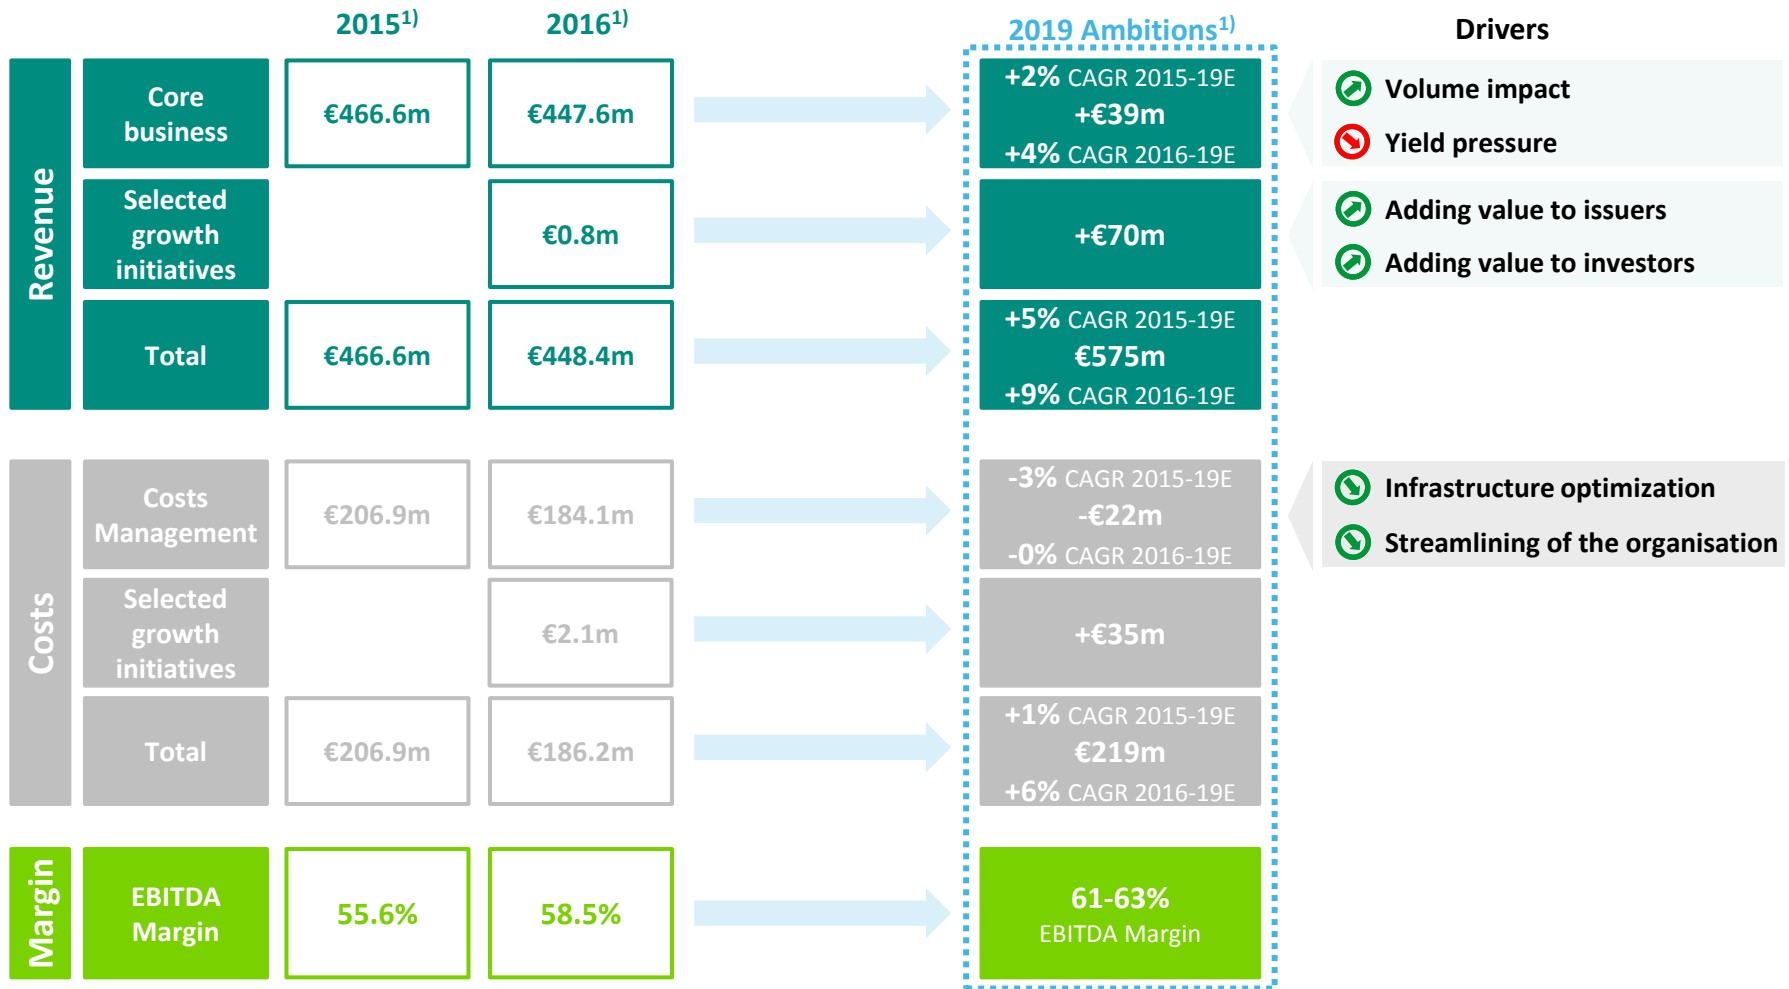 2015¹⁾
2016¹⁾
2019 Ambitions¹⁾
Drivers
Revenue
Core
business
€466.6m
€447.6m
+2% CAGR 2015-19E
+€39m
+4% CAGR 2016-19E
Volume impact
Yield pressure
Selected
growth
initiatives
€0.8m
+€70m
Adding value to issuers
Adding value to investors
Total
€466.6m
€448.4m
+5% CAGR 2015-19E
€575m
+9% CAGR 2016-19E
Costs
Costs
Management
€206.9m
€184.1m
-3% CAGR 2015-19E
-€22m
-0% CAGR 2016-19E
Infrastructure optimization
Streamlining of the organisation
Selected
growth
initiatives
€2.1m
+€35m
Total
€206.9m
€186.2m
+1% CAGR 2015-19E
€219m
+6% CAGR 2016-19E
Margin
EBITDA
Margin
55.6%
58.5%
61-63%
EBITDA Margin